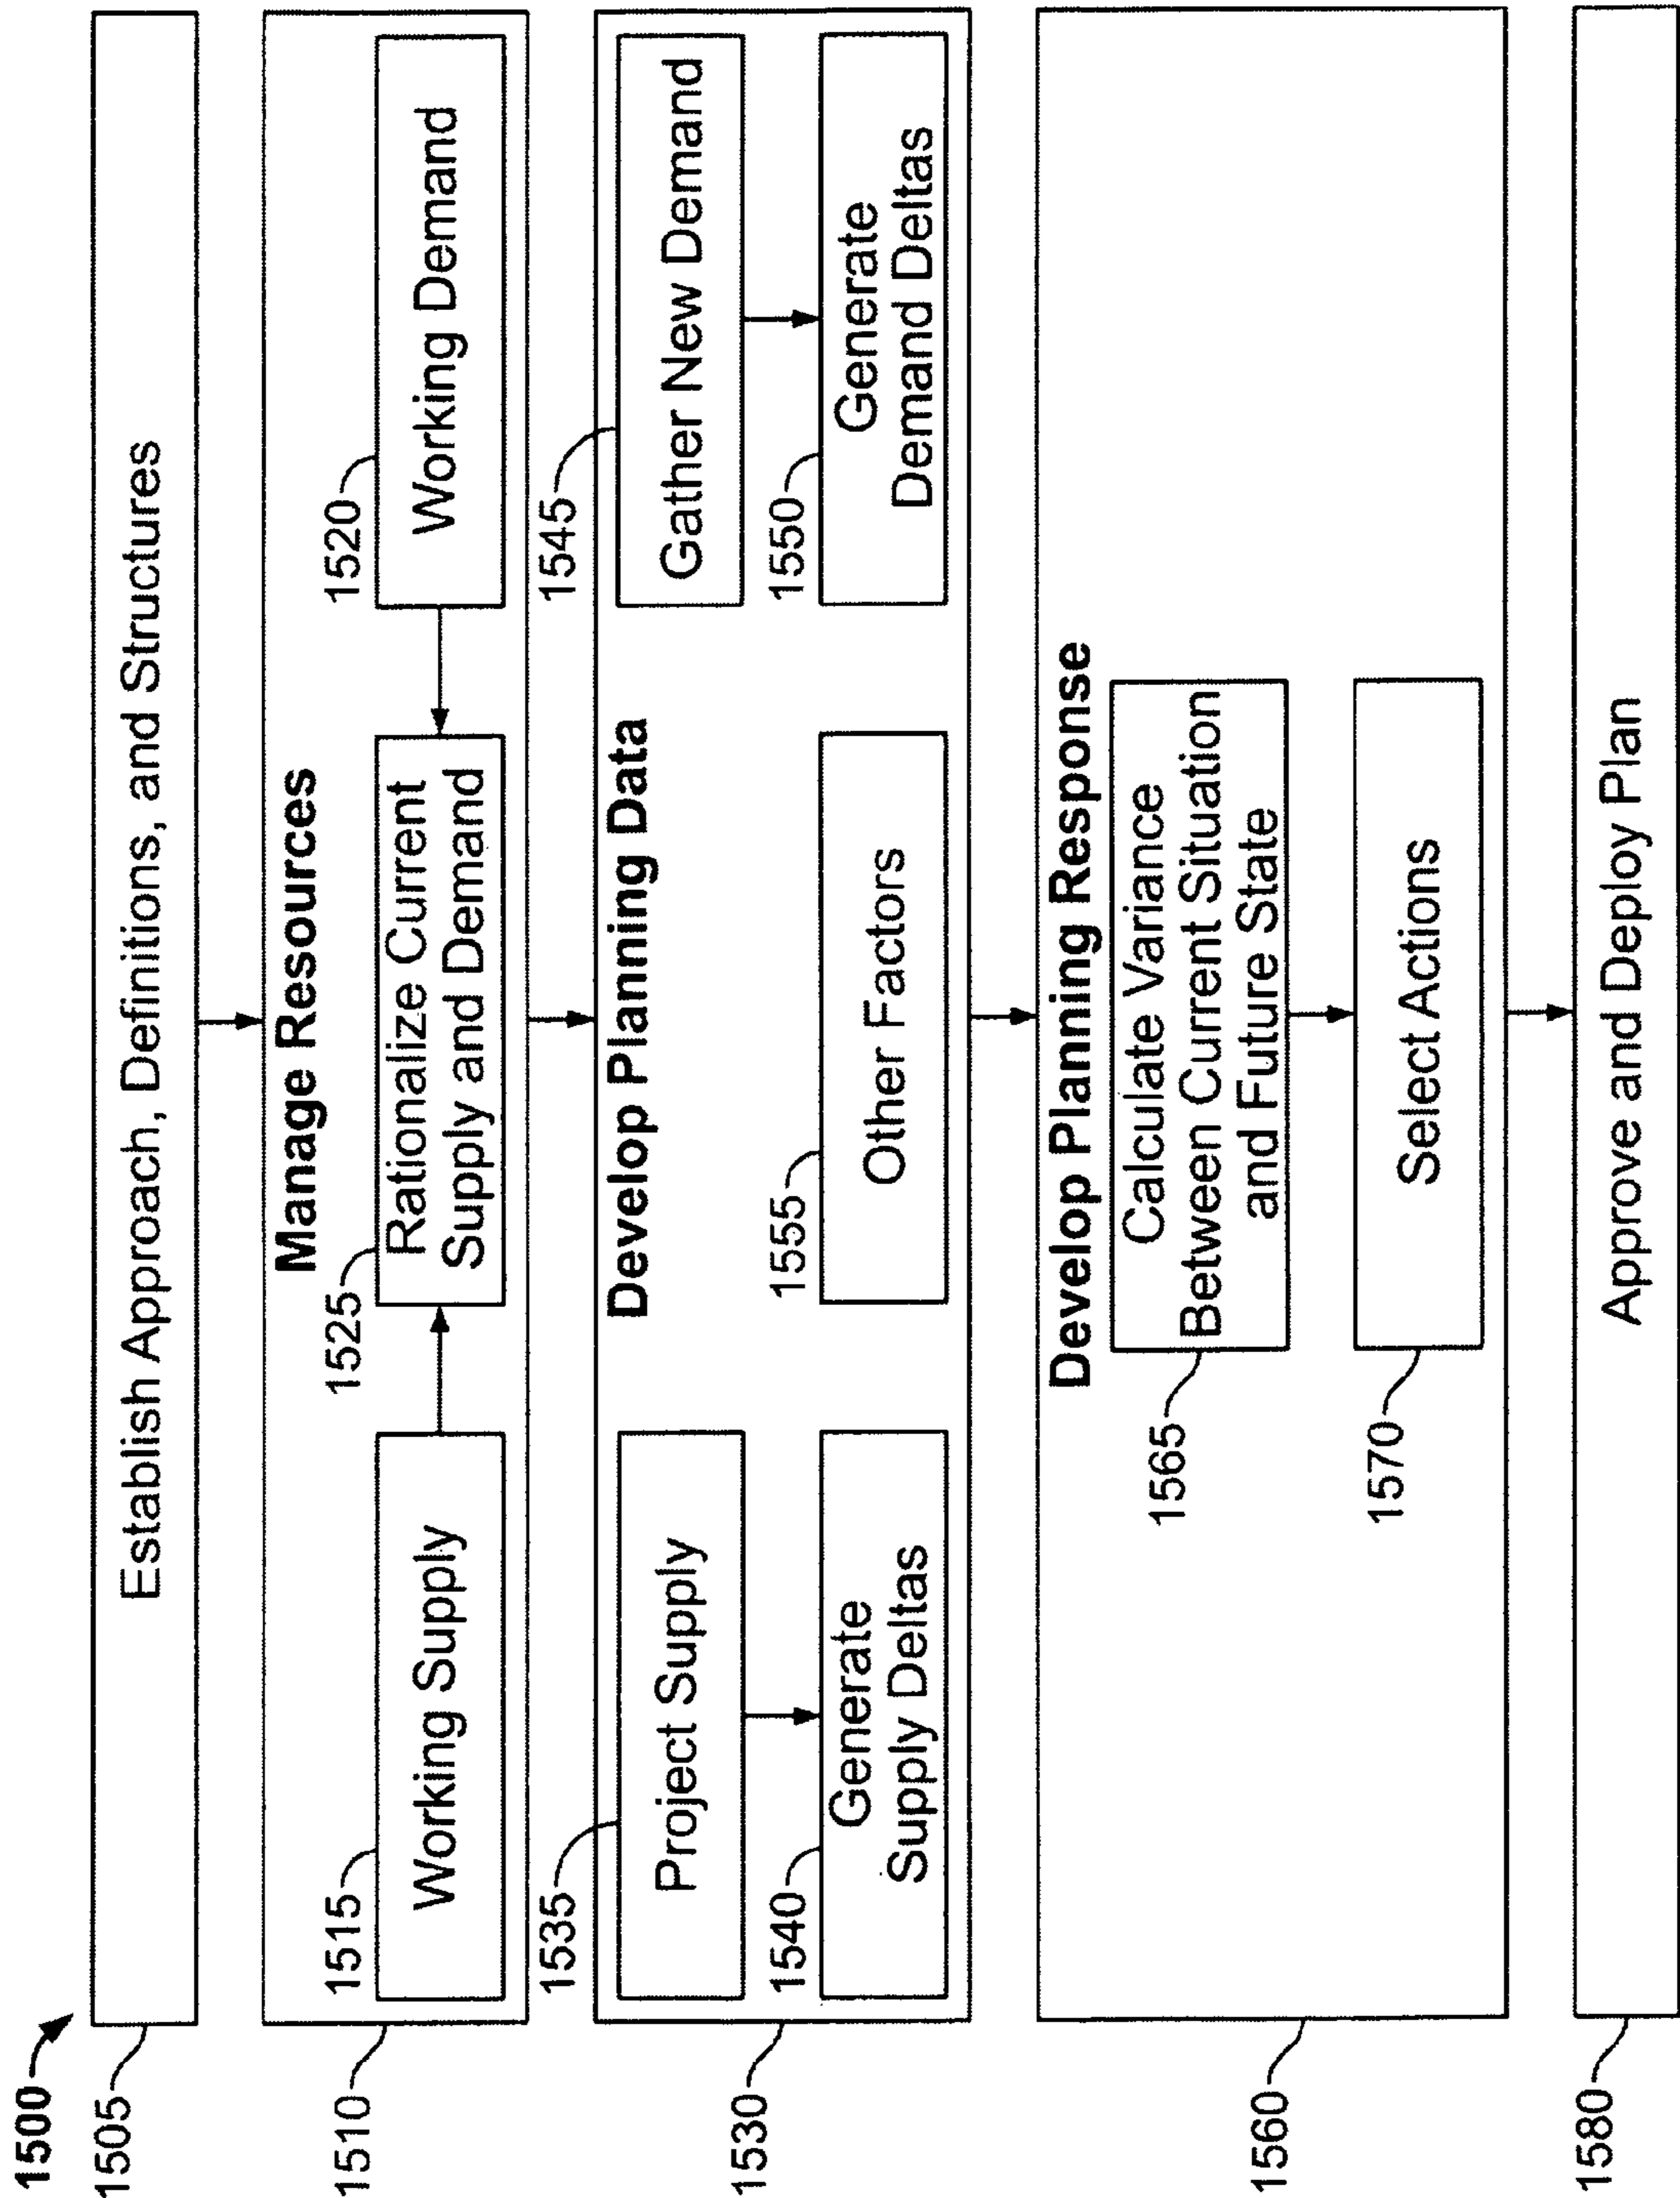 1500
1505
Establish Approach, Definitions, and Structures
1510
Manage Resources
1515
Working Supply
1525
Rationalize Current
Supply and Demand
1520
Working Demand
1530
Develop Planning Data
1535
Project Supply
1540
Generate
Supply Deltas
1555
Other Factors
1545
Gather New Demand
1550
Generate
Demand Deltas
1560
Develop Planning Response
1565
Calculate Variance
Between Current Situation
and Future State
1570
Select Actions
1580
Approve and Deploy Plan